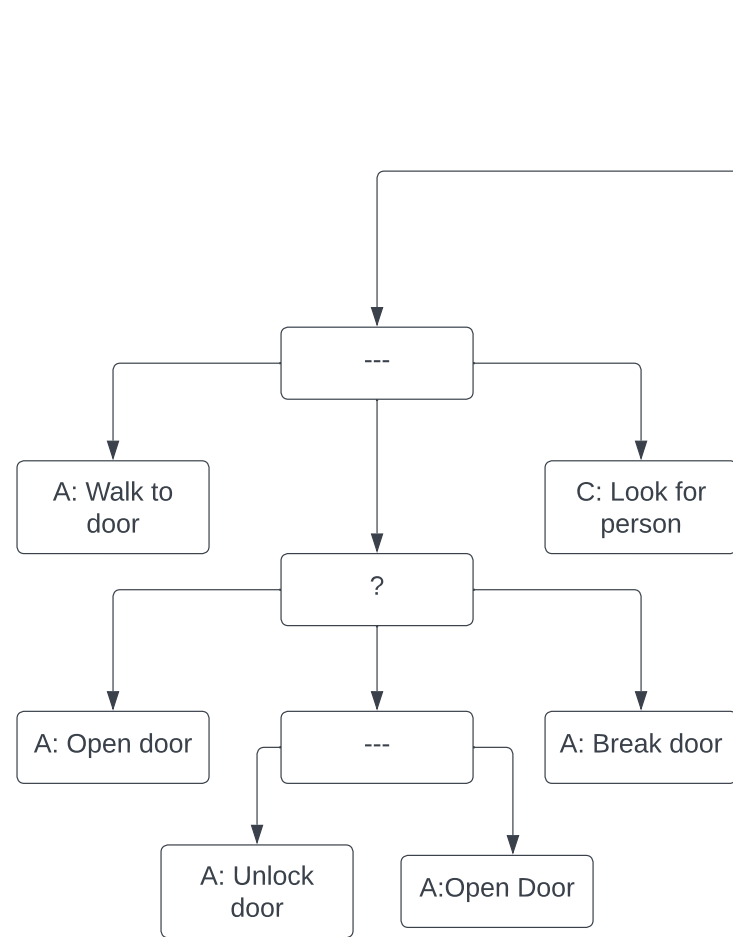 ---
A: Walk to
door
C: Look for
person
?
A: Open door
---
A: Break door
A: Unlock
door
A:Open Door